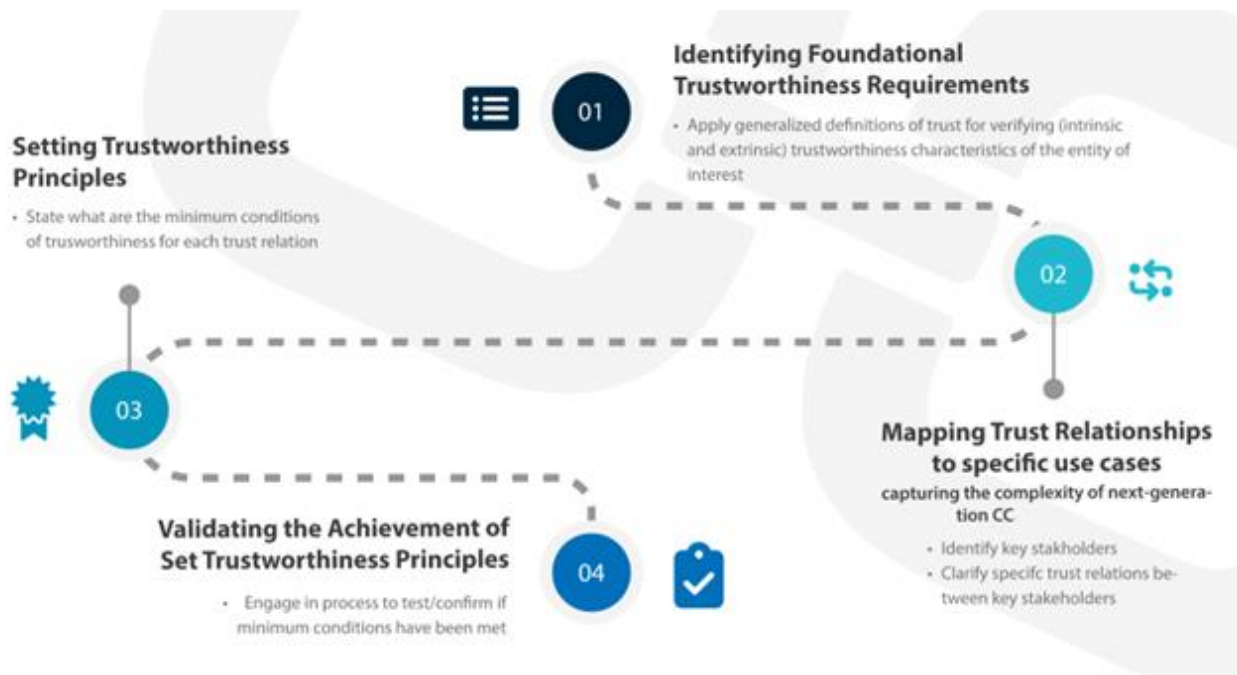 01
Identifying Foundational
Trustworthiness Requirements
• Apply generalized definitions of trust for verifying (intrinsic
and extrinsic) trustworthiness characteristics of the entity of
interest
02
Mapping Trust Relationships
to specific use cases
capturing the complexity of next-genera-
tion CC
• Identify key stakholders
• Clarify specifc trust relations be-
tween key stakeholders
Setting Trustworthiness
Principles
• State what are the minimum conditions
of trusworthiness for each trust relation
03
Validating the Achievement of
Set Trustworthiness Principles
• Engage in process to test/confirm if
minimum conditions have been met
04